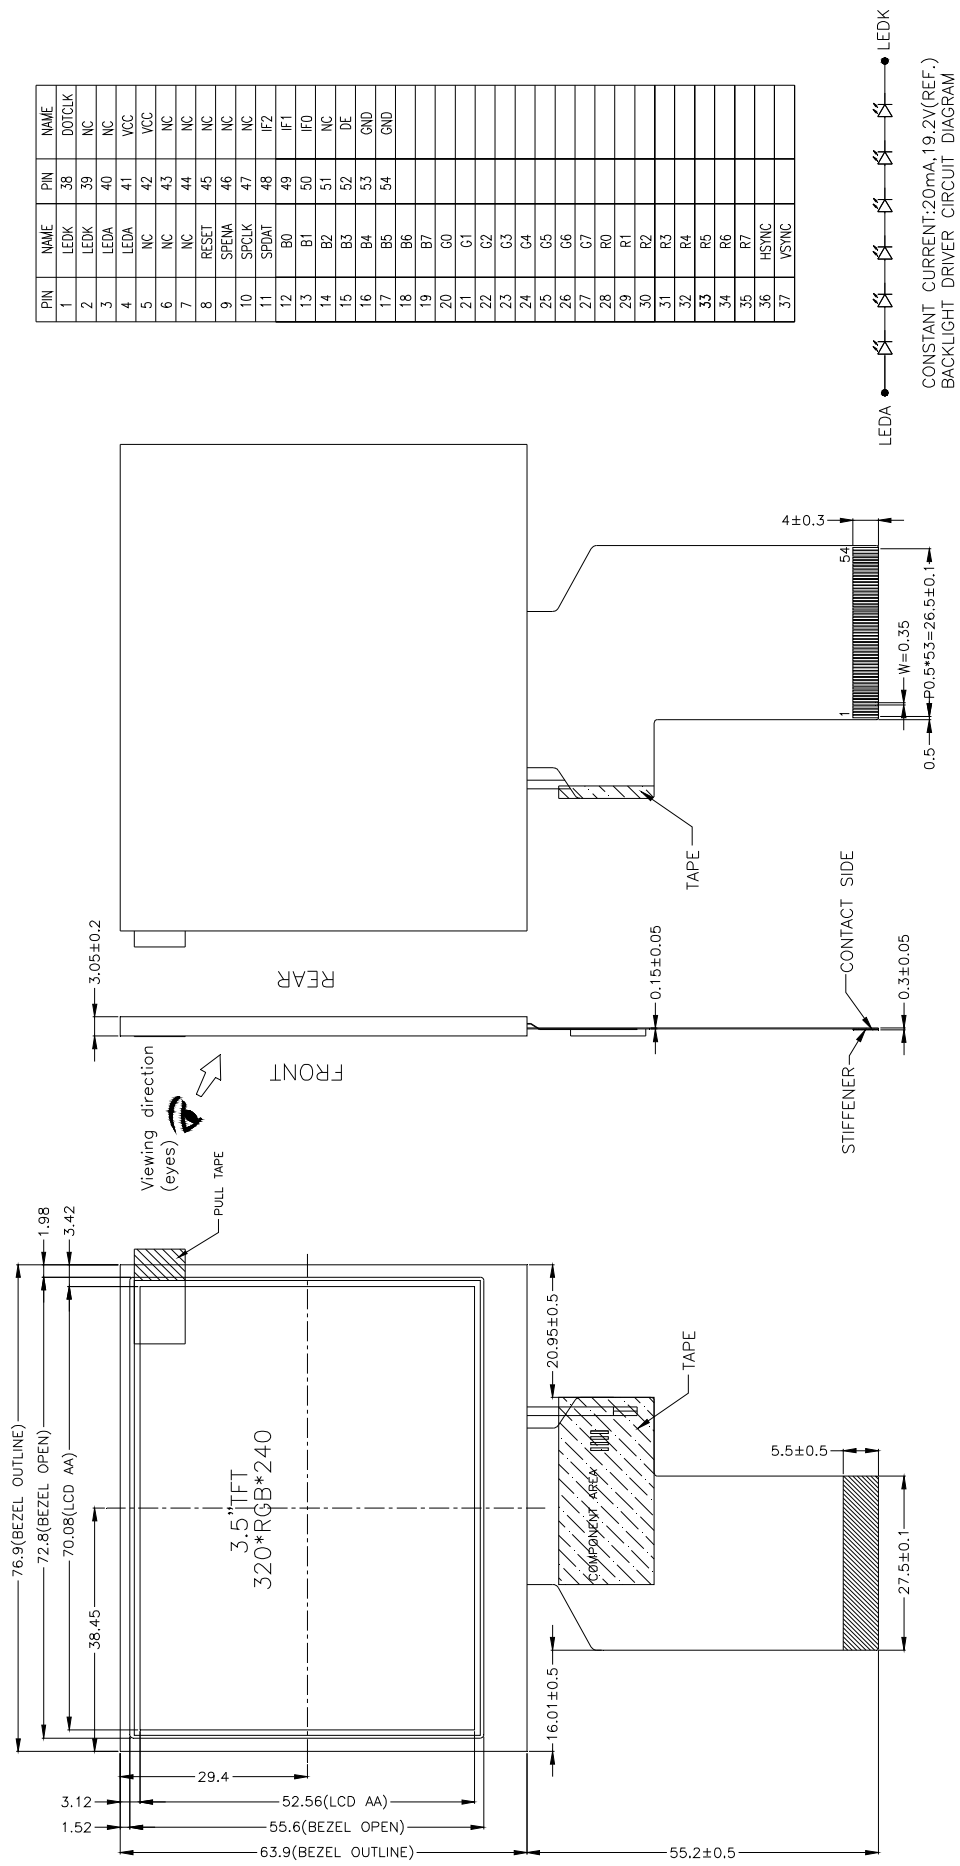 76.9(BEZEL OUTLINE)
72.8(BEZEL OPEN)
70.08(LCD AA)
38.45
1.98
3.42
PULL TAPE
3.5"TFT
320*RGB*240
29.4
3.12
52.56(LCD AA)
1.52
55.6(BEZEL OPEN)
63.9(BEZEL OUTLINE)
55.2±0.5
16.01±0.5
20.95±0.5
COMPONENT AREA
TAPE
5.5±0.5
27.5±0.1
Viewing direction
(eyes)
FRONT
REAR
3.05±0.2
0.15±0.05
STIFFENER
CONTACT SIDE
0.3±0.05
TAPE
4±0.3
1
54
W=0.35
0.5
P0.5*53=26.5±0.1
PIN NAME PIN NAME
1 LEDK 38 DOTCLK
2 LEDK 39 NC
3 LEDA 40 NC
4 LEDA 41 VCC
5 NC 42 VCC
6 NC 43 NC
7 NC 44 NC
8 RESET 45 NC
9 SPENA 46 NC
10 SPCLK 47 NC
11 SPDAT 48 IF2
12 B0 49 IF1
13 B1 50 IF0
14 B2 51 NC
15 B3 52 DE
16 B4 53 GND
17 B5 54 GND
18 B6
19 B7
20 G0
21 G1
22 G2
23 G3
24 G4
25 G5
26 G6
27 G7
28 R0
29 R1
30 R2
31 R3
32 R4
33 R5
34 R6
35 R7
36 HSYNC
37 VSYNC
LEDA
LEDK
CONSTANT CURRENT:20mA,19.2V(REF.)
BACKLIGHT DRIVER CIRCUIT DIAGRAM